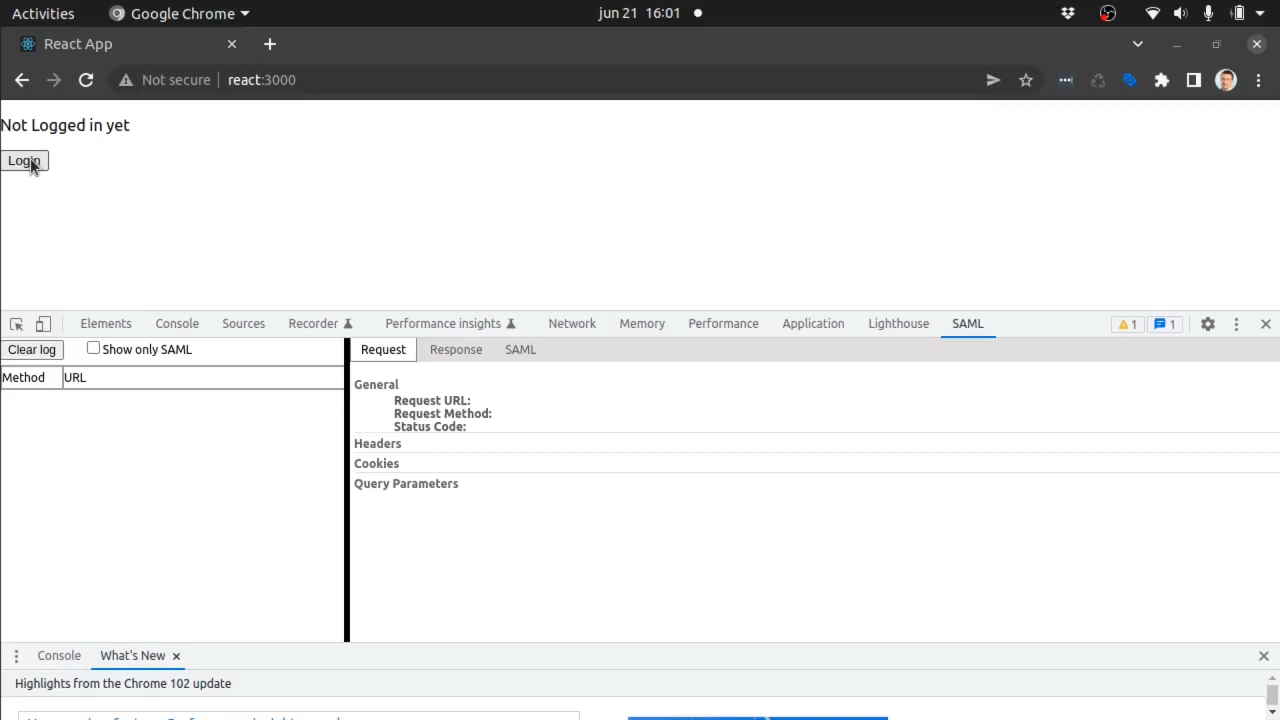 Activities Google Chrome jun 21 16:01
React App
Not secure react:3000
Not Logged in yet
Login
Elements Console Sources Recorder Performance insights Network Memory Performance Application Lighthouse SAML 1 1
Clear log Show only SAML Request Response SAML
Method URL
General
Request URL:
Request Method:
Status Code:
Headers
Cookies
Query Parameters
Console What's New
Highlights from the Chrome 102 update